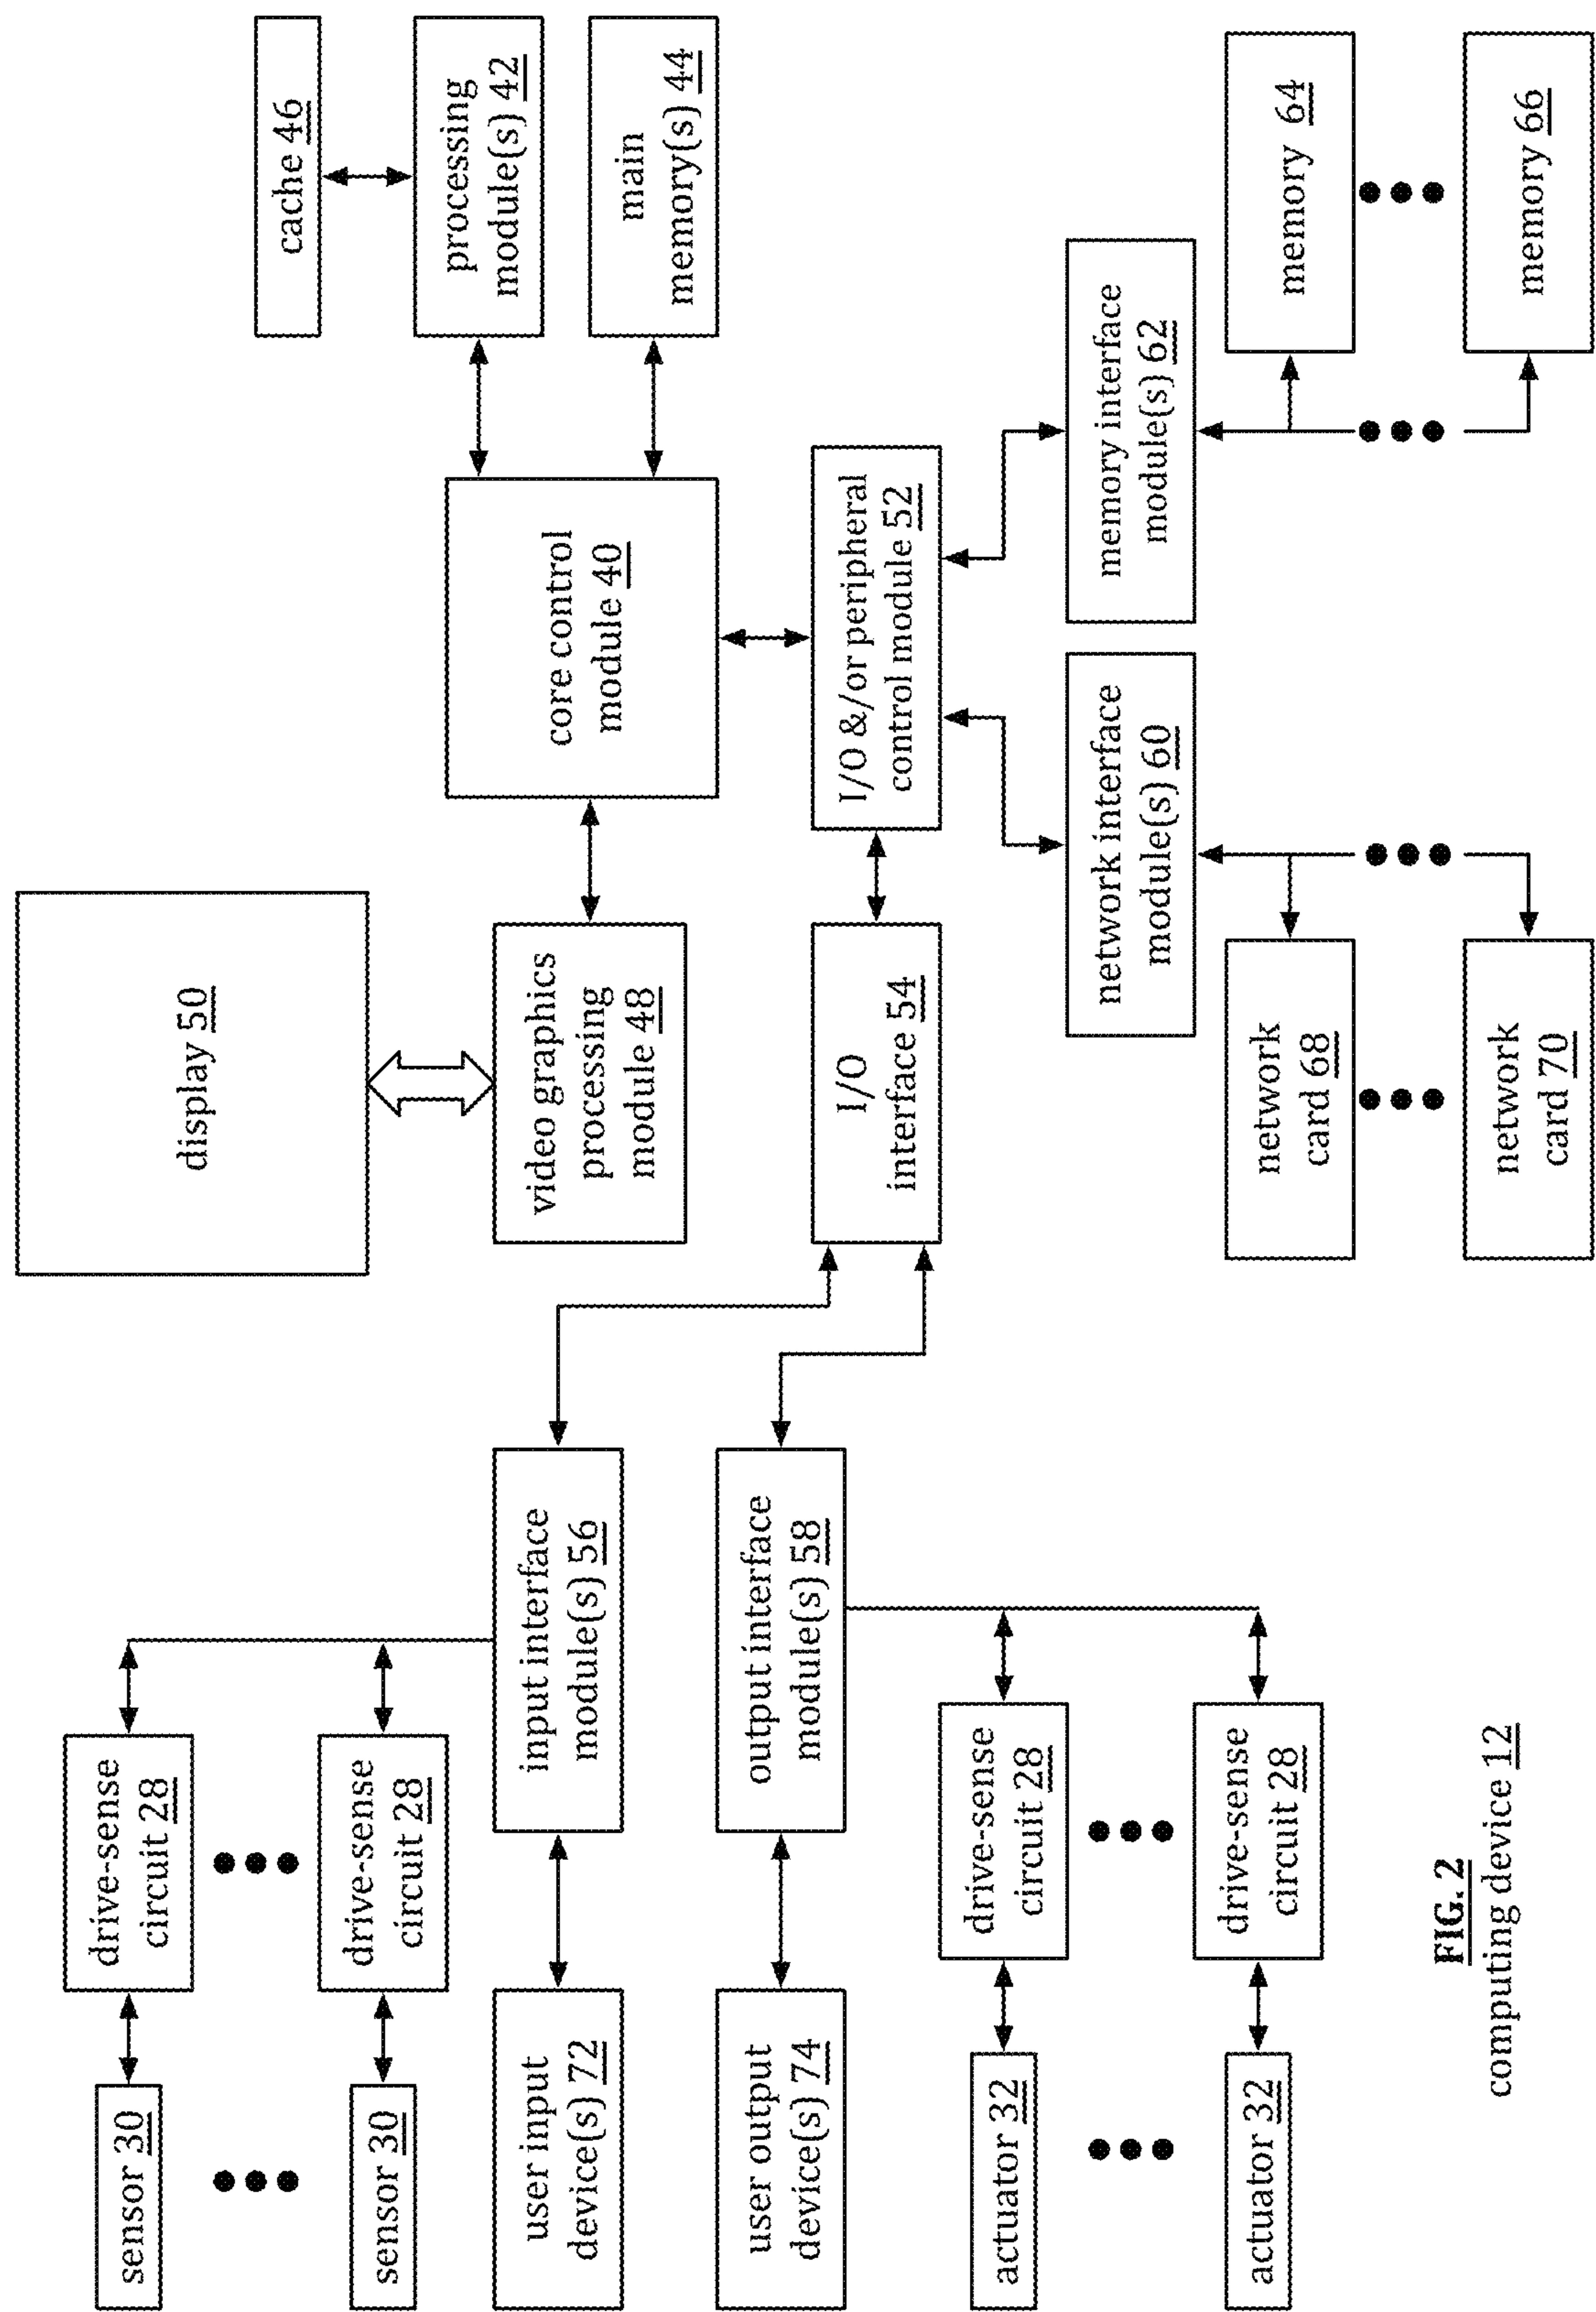 sensor 30
drive-sense
circuit 28
sensor 30
drive-sense
circuit 28
user input
device(s) 72
input interface
module(s) 56
user output
device(s) 74
output interface
module(s) 58
actuator 32
drive-sense
circuit 28
actuator 32
drive-sense
circuit 28
display 50
video graphics
processing
module 48
core control
module 40
cache 46
processing
module(s) 42
main
memory(s) 44
I/O
interface 54
I/O &/or peripheral
control module 52
network interface
module(s) 60
memory interface
module(s) 62
network
card 68
memory 64
network
card 70
memory 66
FIG. 2
computing device 12